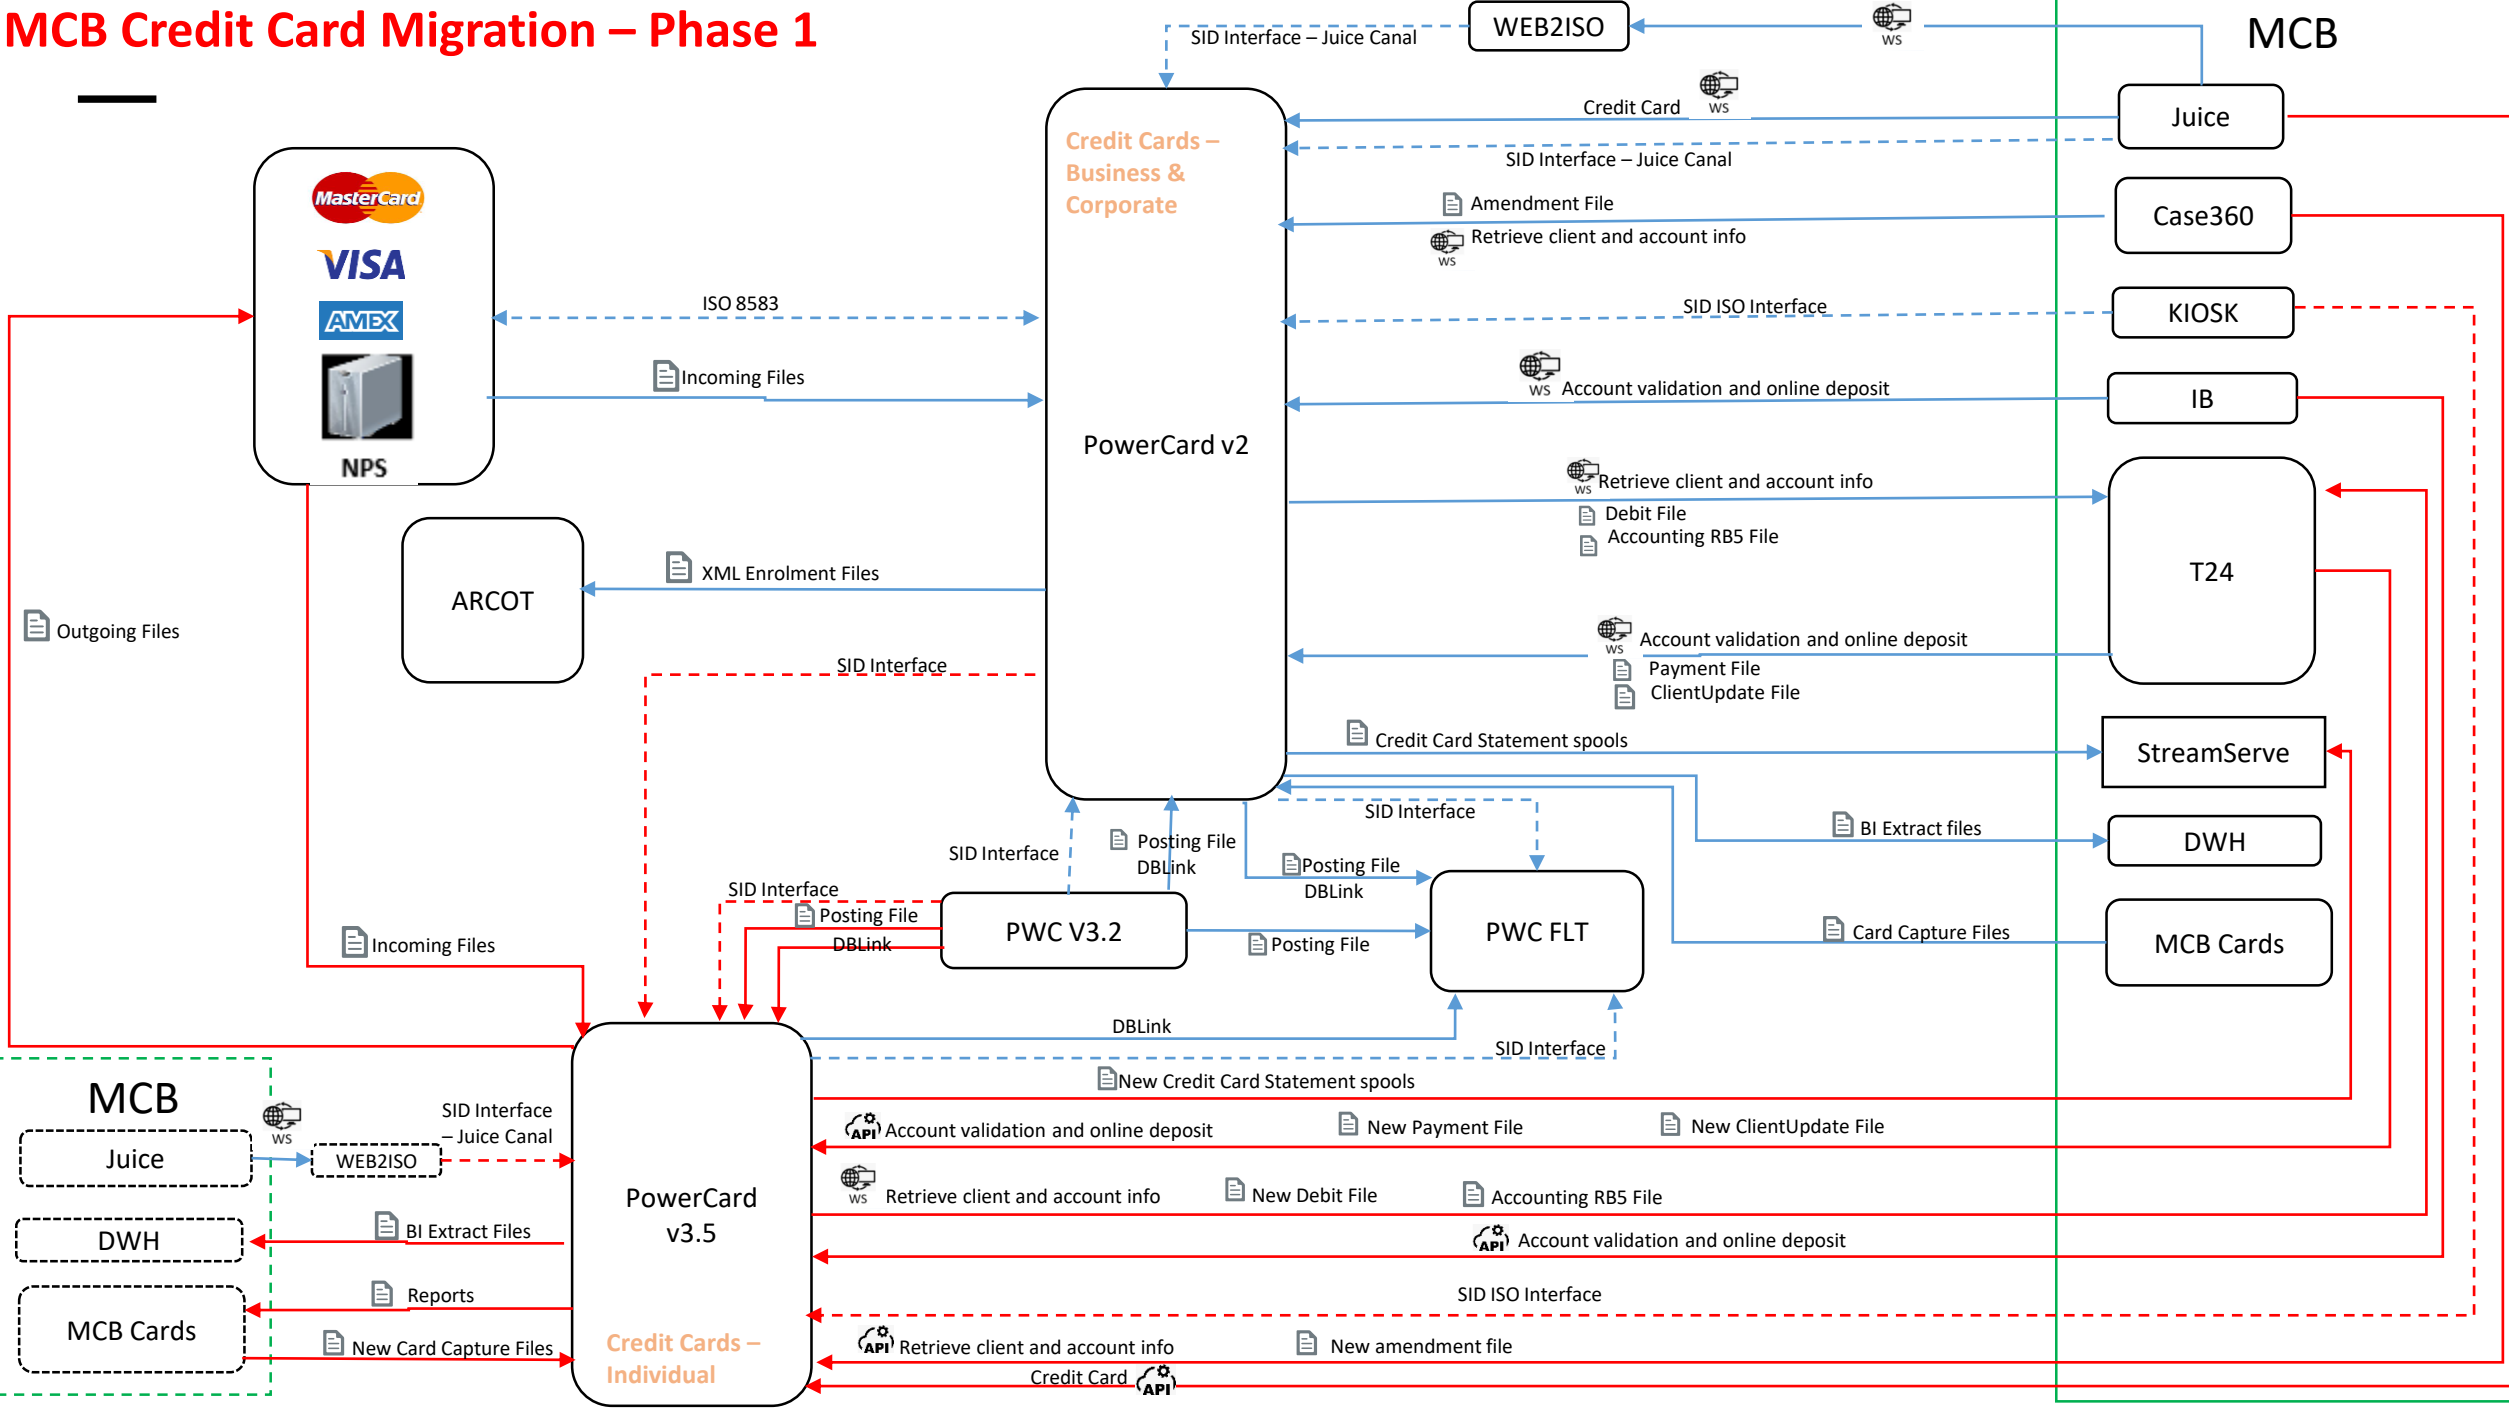 MCB Credit Card Migration – Phase 1
SID Interface – Juice Canal
WEB2ISO
WS
MCB
Credit Card
WS
Juice
SID Interface – Juice Canal
Credit Cards –
Business &
Corporate
MasterCard
VISA
AMEX
NPS
Amendment File
Retrieve client and account info
WS
Case360
ISO 8583
SID ISO Interface
KIOSK
Incoming Files
WS
Account validation and online deposit
IB
PowerCard v2
Retrieve client and account info
WS
Debit File
Accounting RB5 File
T24
XML Enrolment Files
ARCOT
Outgoing Files
Account validation and online deposit
WS
Payment File
ClientUpdate File
SID Interface
Credit Card Statement spools
StreamServe
SID Interface
BI Extract files
DWH
SID Interface
Posting File
DBLink
Posting File
DBLink
SID Interface
Posting File
DBLink
PWC V3.2
Posting File
PWC FLT
Card Capture Files
MCB Cards
Incoming Files
DBLink
SID Interface
New Credit Card Statement spools
MCB
WS
SID Interface
– Juice Canal
Juice
WEB2ISO
API
Account validation and online deposit
New Payment File
New ClientUpdate File
PowerCard
v3.5
WS
Retrieve client and account info
New Debit File
Accounting RB5 File
DWH
BI Extract Files
API
Account validation and online deposit
Reports
SID ISO Interface
MCB Cards
New Card Capture Files
Credit Cards –
Individual
API
Retrieve client and account info
New amendment file
Credit Card
API